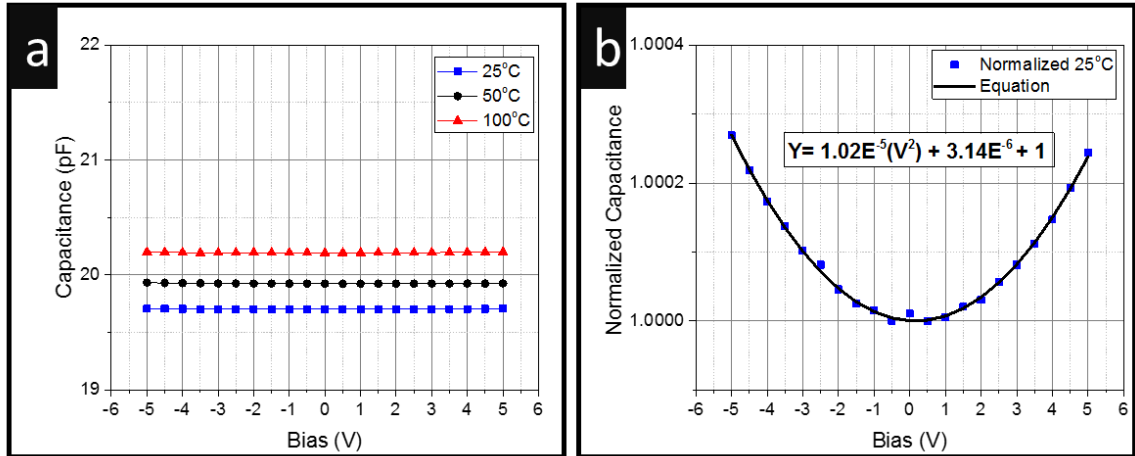 a
22
21
20
19
Capacitance (pF)
25°C
50°C
100°C
-6 -5 -4 -3 -2 -1 0 1 2 3 4 5 6
Bias (V)
b
1.0004
1.0002
1.0000
Normalized Capacitance
Normalized 25°C
Equation
Y= 1.02E⁻⁵(V²) + 3.14E⁻⁶ + 1
-6 -5 -4 -3 -2 -1 0 1 2 3 4 5 6
Bias (V)